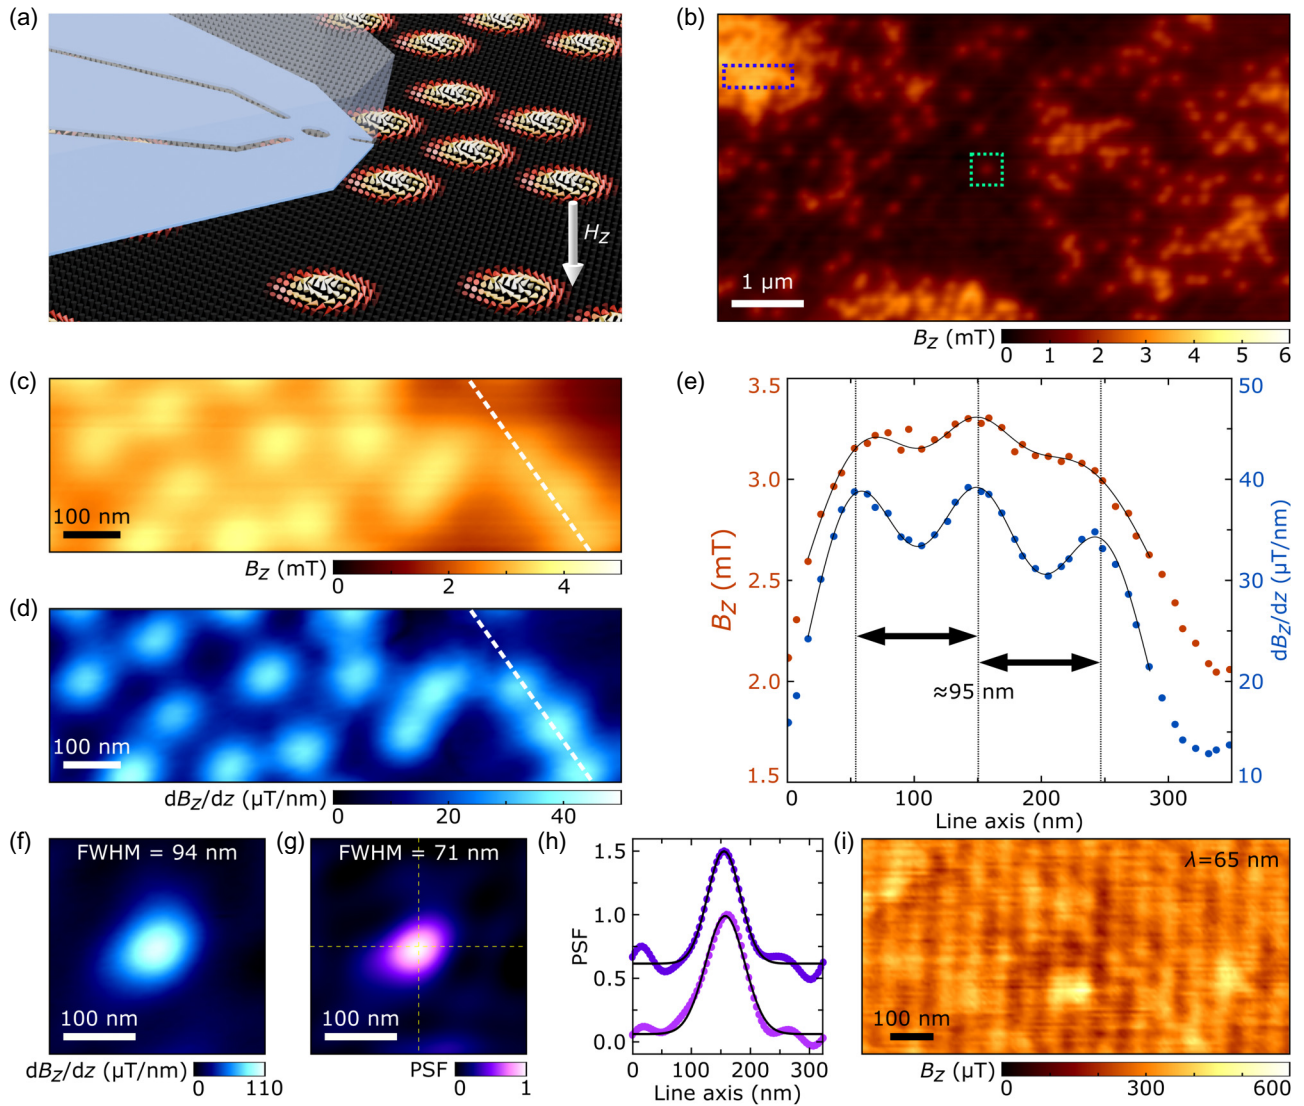 (a)
H_Z
(b)
1 μm
B_Z (mT)
0 1 2 3 4 5 6
(c)
100 nm
B_Z (mT)
0 2 4
(d)
100 nm
dB_Z/dz (μT/nm)
0 20 40
(e)
3.5
3.0
2.5
2.0
1.5
B_Z (mT)
50
40
30
20
10
dB_Z/dz (μT/nm)
≈95 nm
0 100 200 300
Line axis (nm)
(f)
FWHM = 94 nm
100 nm
dB_Z/dz (μT/nm)
0 110
(g)
FWHM = 71 nm
100 nm
PSF
0 1
(h)
1.5
1.0
0.5
0.0
PSF
0 100 200 300
Line axis (nm)
(i)
λ=65 nm
100 nm
B_Z (μT)
0 300 600